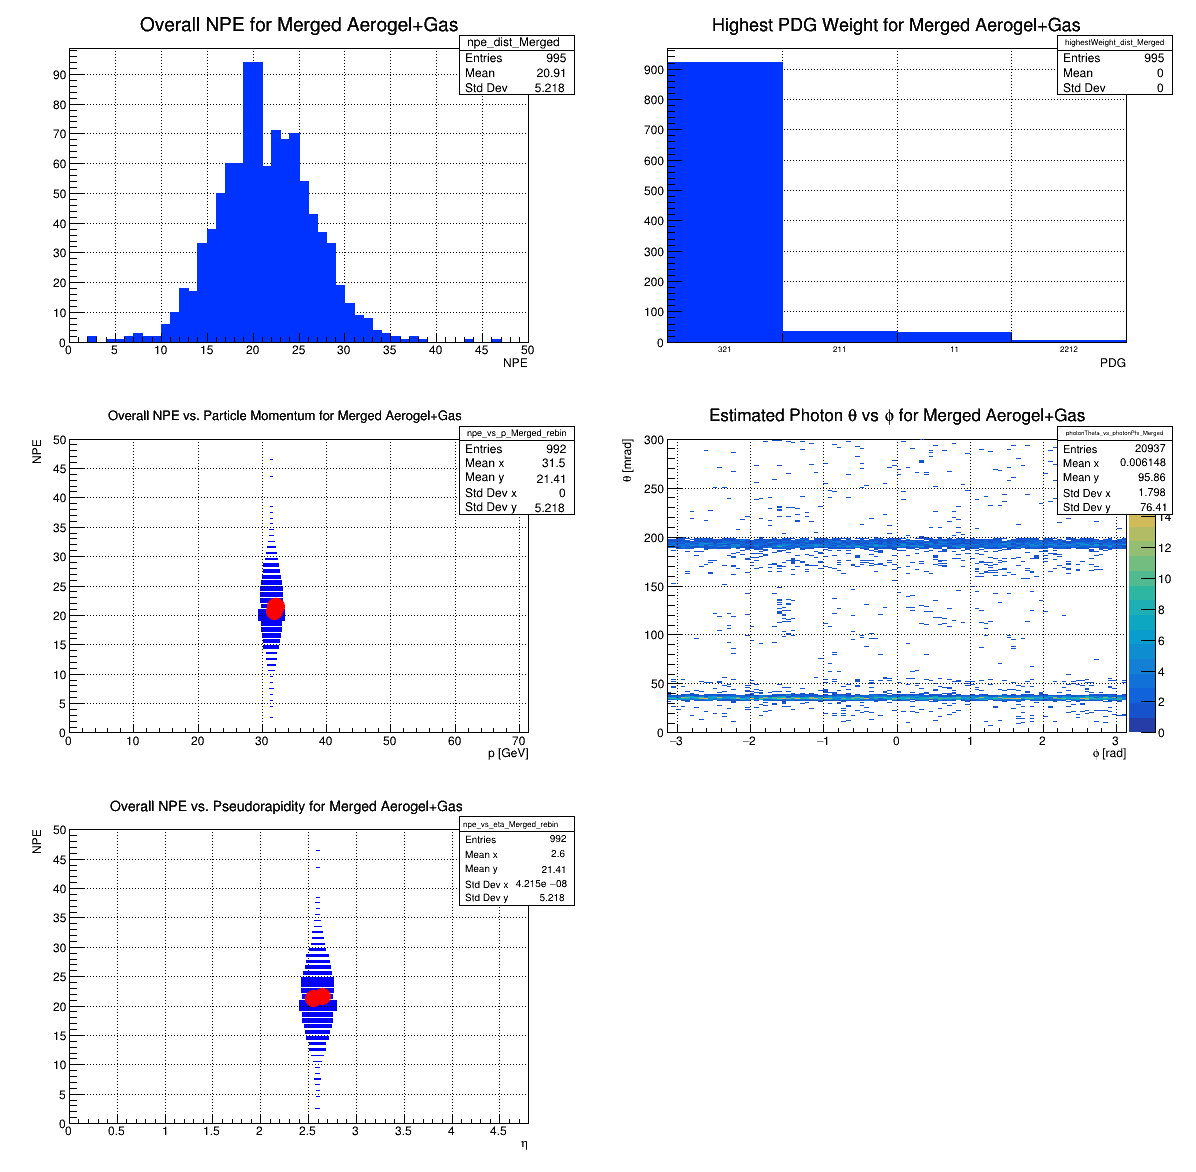 Overall NPE for Merged Aerogel+Gas
npe_dist_Merged
Entries 995
Mean 20.91
Std Dev 5.218
90
80
70
60
50
40
30
20
10
0
0 5 10 15 20 25 30 35 40 45 50
NPE
Highest PDG Weight for Merged Aerogel+Gas
highestWeight_dist_Merged
Entries 995
Mean 0
Std Dev 0
900
800
700
600
500
400
300
200
100
0
321 211 11 2212
PDG
Overall NPE vs. Particle Momentum for Merged Aerogel+Gas
npe_vs_p_Merged_rebin
Entries 992
Mean x 31.5
Mean y 21.41
Std Dev x 0
Std Dev y 5.218
NPE
50
45
40
35
30
25
20
15
10
5
0
0 10 20 30 40 50 60 70
p [GeV]
Estimated Photon θ vs ϕ for Merged Aerogel+Gas
photonTheta_vs_photonPhi_Merged
Entries 20937
Mean x 0.006148
Mean y 95.86
Std Dev x 1.798
Std Dev y 76.41
θ [mrad]
300
250
200
150
100
50
0
−3 −2 −1 0 1 2 3
ϕ [rad]
14
12
10
8
6
4
2
0
Overall NPE vs. Pseudorapidity for Merged Aerogel+Gas
npe_vs_eta_Merged_rebin
Entries 992
Mean x 2.6
Mean y 21.41
Std Dev x 4.215e −08
Std Dev y 5.218
NPE
50
45
40
35
30
25
20
15
10
5
0
0 0.5 1 1.5 2 2.5 3 3.5 4 4.5
η